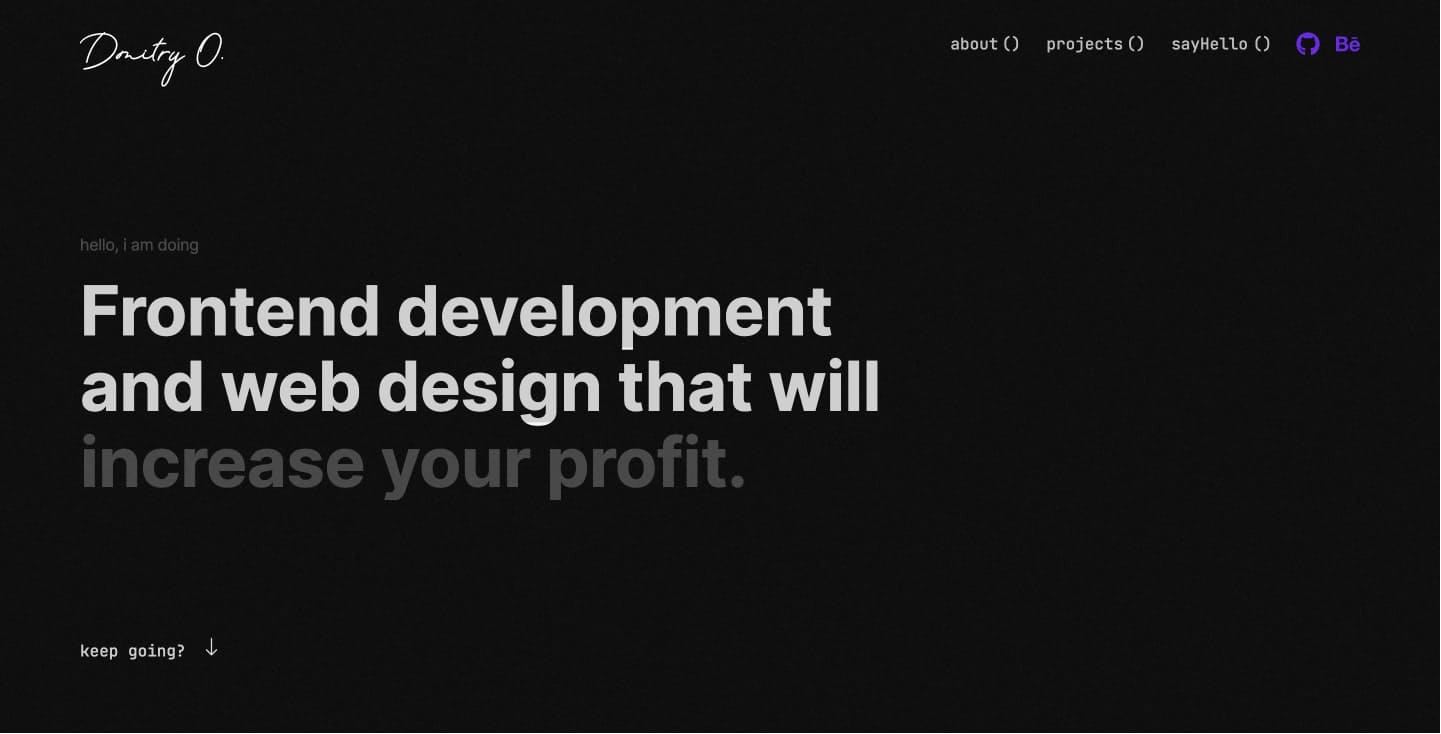 Dmitry O.
about ()
projects ()
sayHello ()
Bē
hello, i am doing
Frontend development
and web design that will
increase your profit.
keep going?